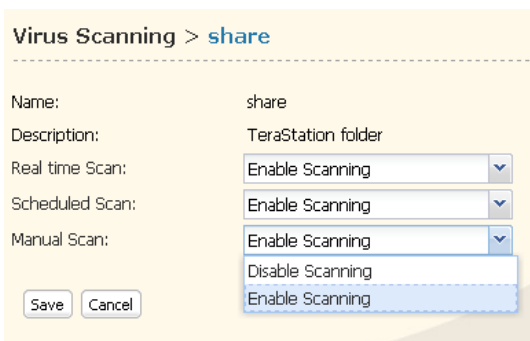 Virus Scanning > share
Name: share
Description: TeraStation folder
Real time Scan: Enable Scanning
Scheduled Scan: Enable Scanning
Manual Scan: Enable Scanning
Disable Scanning
Enable Scanning
Save Cancel